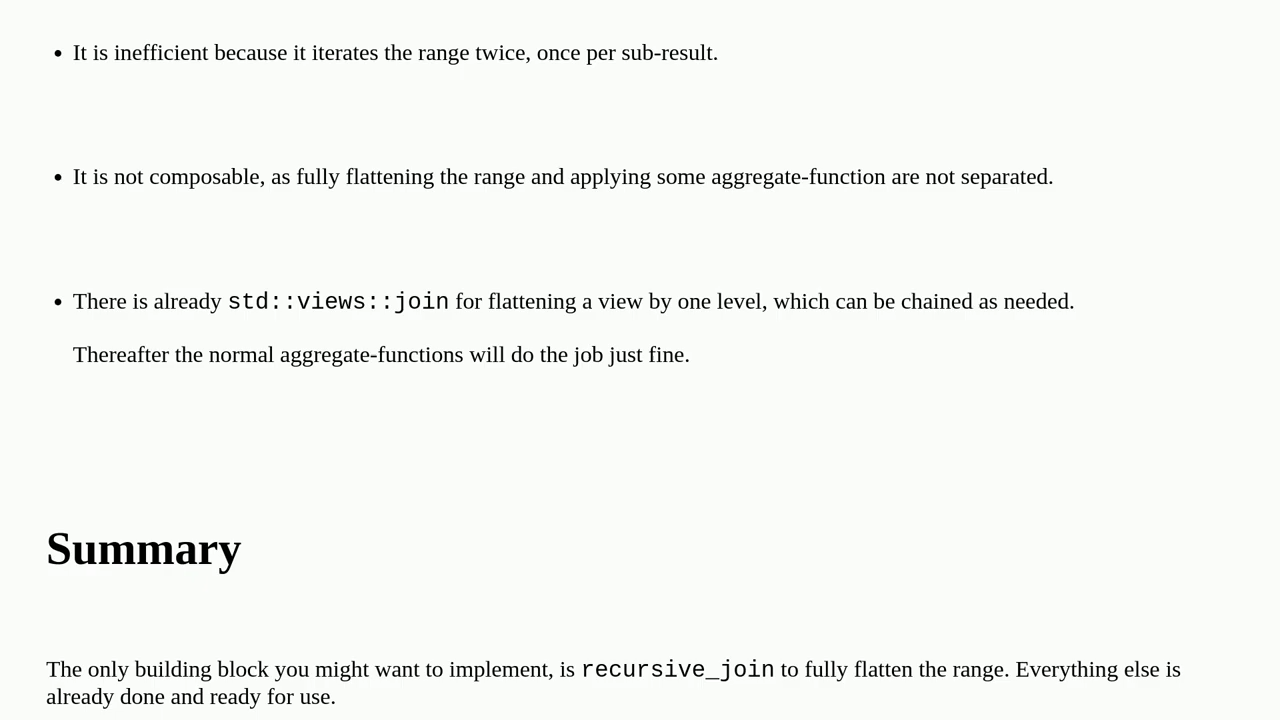 • It is inefficient because it iterates the range twice, once per sub-result.
• It is not composable, as fully flattening the range and applying some aggregate-function are not separated.
• There is already std::views::join for flattening a view by one level, which can be chained as needed.
Thereafter the normal aggregate-functions will do the job just fine.
Summary
The only building block you might want to implement, is recursive_join to fully flatten the range. Everything else is
already done and ready for use.